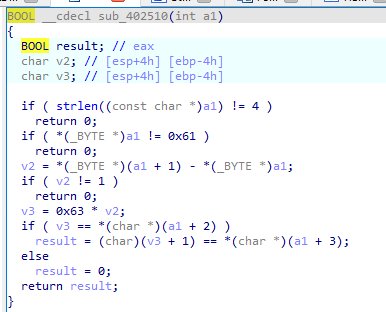 BOOL __cdecl sub_402510(int a1)
{
  BOOL result; // eax
  char v2; // [esp+4h] [ebp-4h]
  char v3; // [esp+4h] [ebp-4h]

  if ( strlen((const char *)a1) != 4 )
    return 0;
  if ( *(_BYTE *)a1 != 0x61 )
    return 0;
  v2 = *(_BYTE *)(a1 + 1) - *(_BYTE *)a1;
  if ( v2 != 1 )
    return 0;
  v3 = 0x63 * v2;
  if ( v3 == *(char *)(a1 + 2) )
    result = (char)(v3 + 1) == *(char *)(a1 + 3);
  else
    result = 0;
  return result;
}